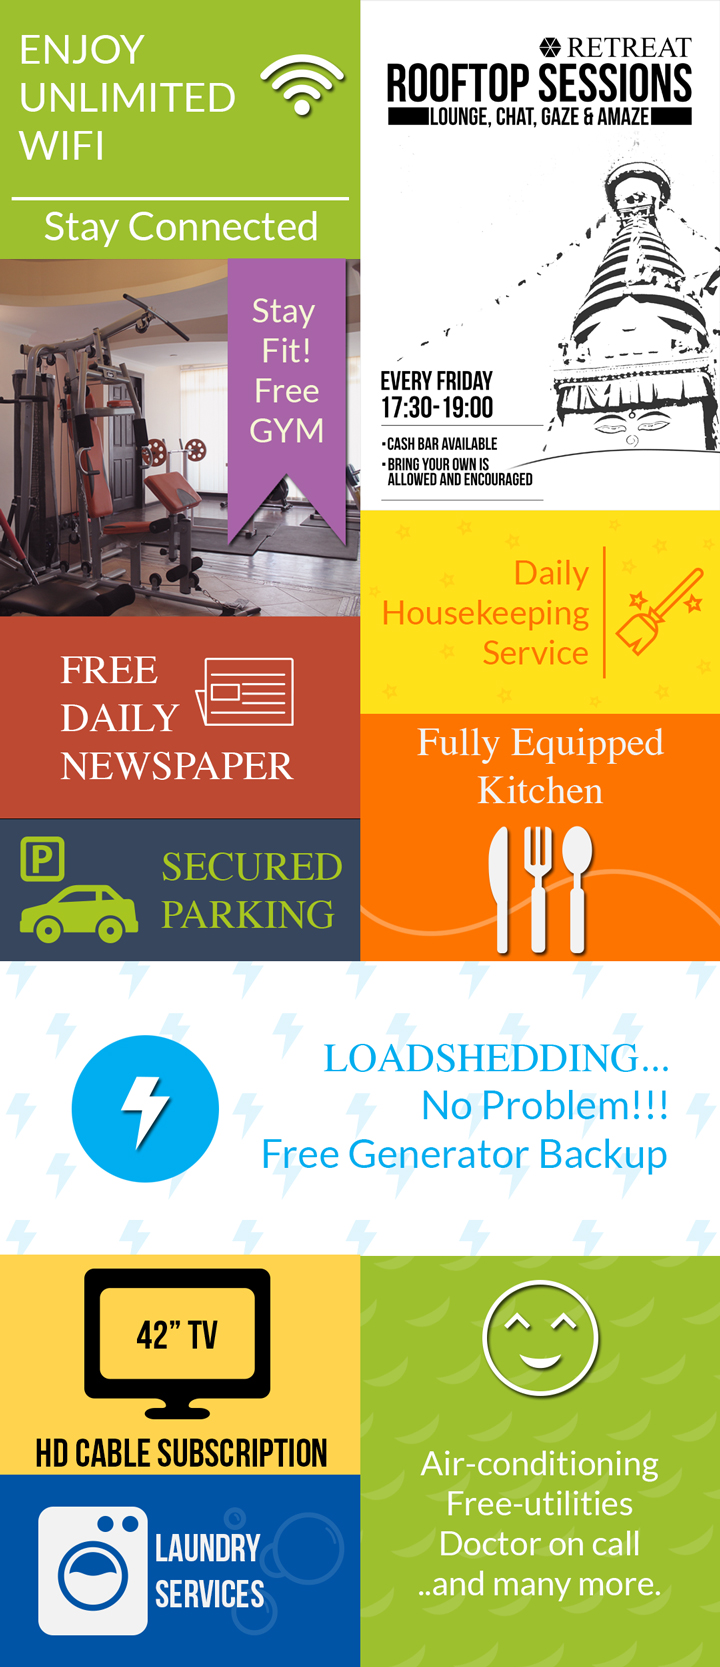 ENJOY
UNLIMITED
WIFI
Stay Connected
RETREAT
ROOFTOP SESSIONS
LOUNGE, CHAT, GAZE & AMAZE
EVERY FRIDAY
17:30-19:00
• CASH BAR AVAILABLE
• BRING YOUR OWN IS
ALLOWED AND ENCOURAGED
Stay
Fit!
Free
GYM
Daily
Housekeeping
Service
FREE
DAILY
NEWSPAPER
Fully Equipped
Kitchen
P
SECURED
PARKING
LOADSHEDDING...
No Problem!!!
Free Generator Backup
42” TV
HD CABLE SUBSCRIPTION
LAUNDRY
SERVICES
Air-conditioning
Free-utilities
Doctor on call
..and many more.